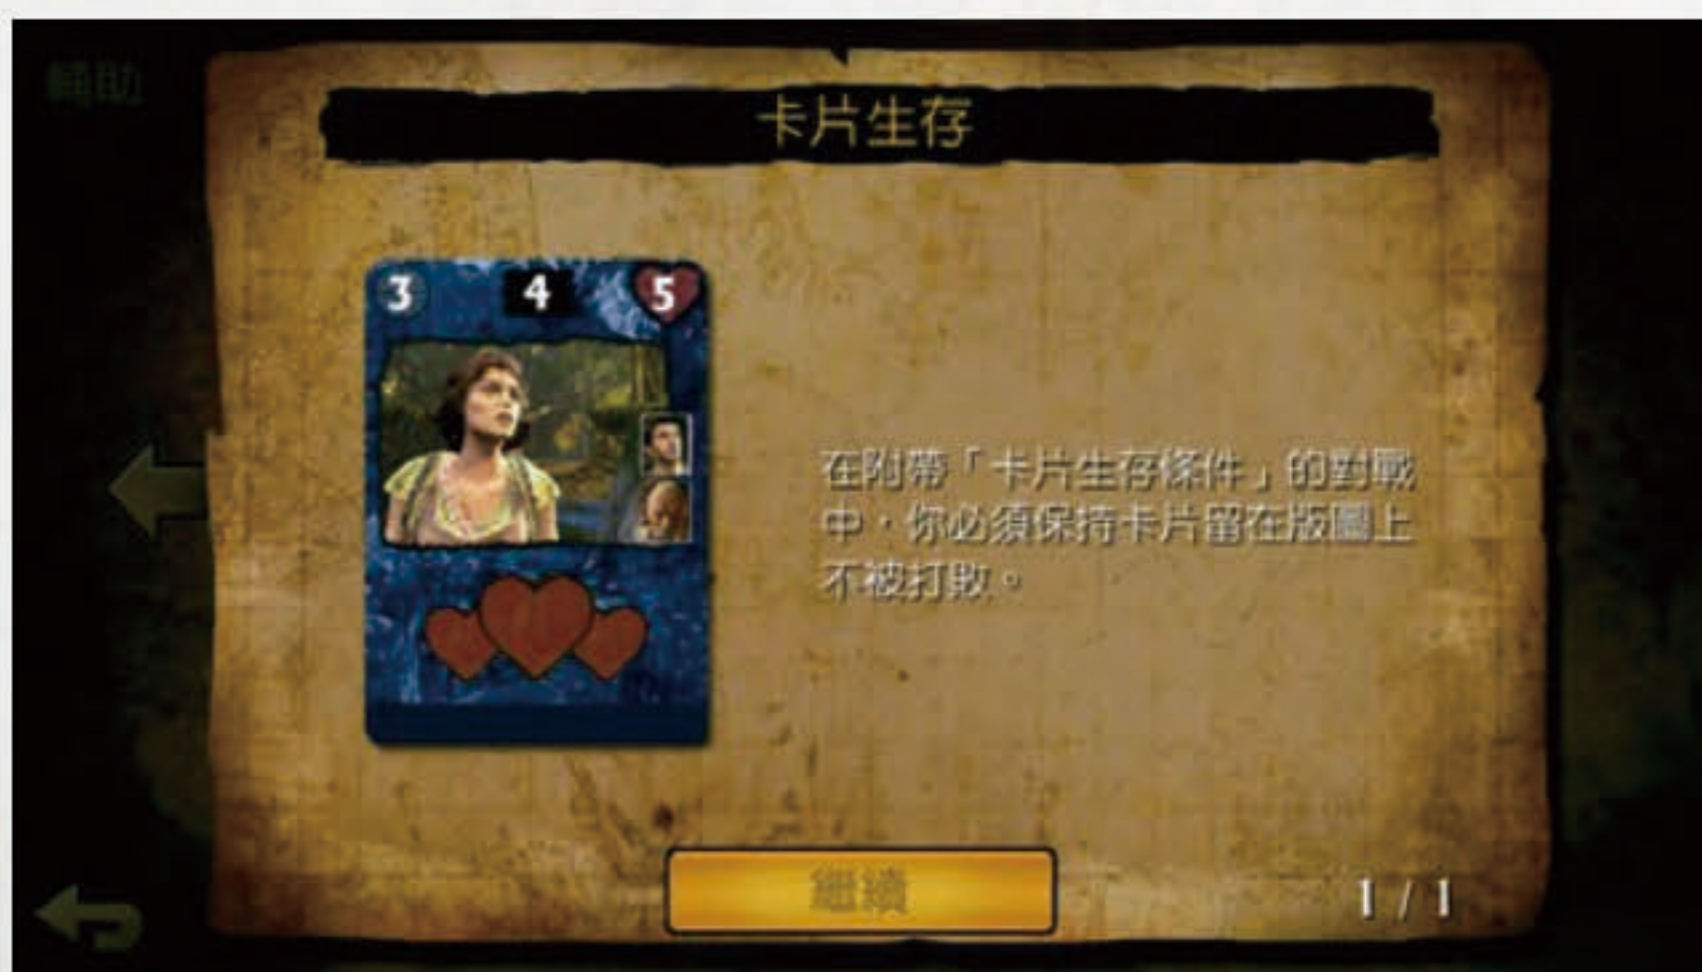 輔助
卡片生存
3 4 5
在附帶「卡片生存條件」的對戰
中,你必須保持卡片留在版圖上
不被打敗。
繼續
1 / 1